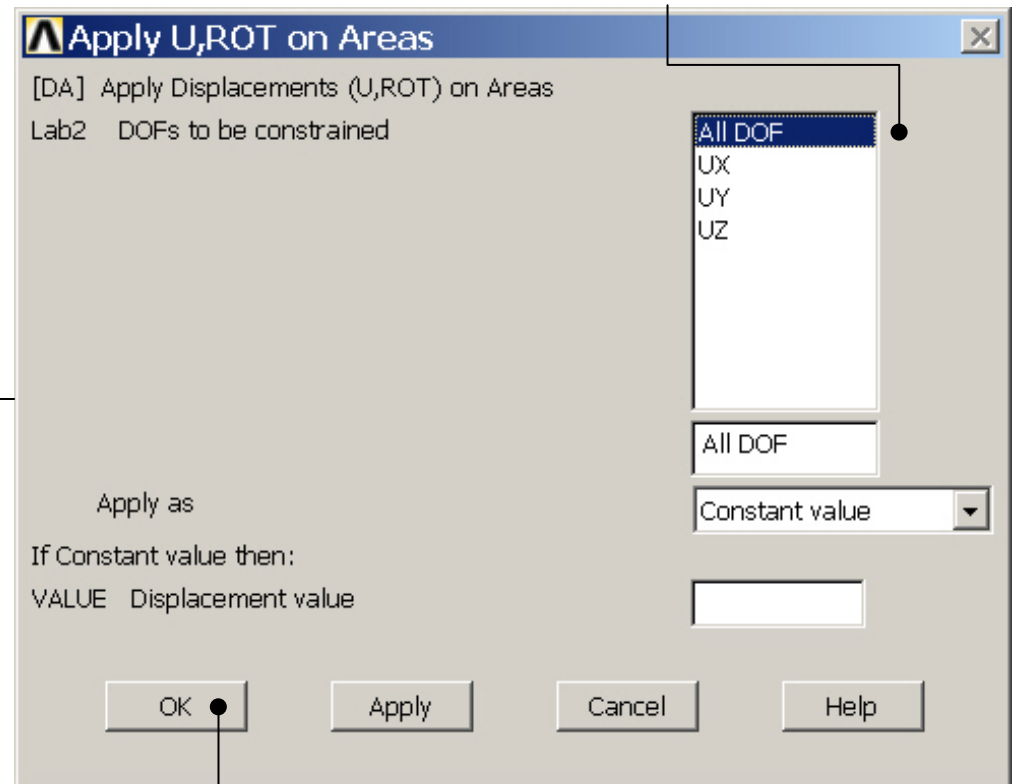 Apply U,ROT on Areas
[DA] Apply Displacements (U,ROT) on Areas
Lab2 DOFs to be constrained
All DOF
UX
UY
UZ
All DOF
Apply as
Constant value
If Constant value then:
VALUE Displacement value
OK Apply Cancel Help